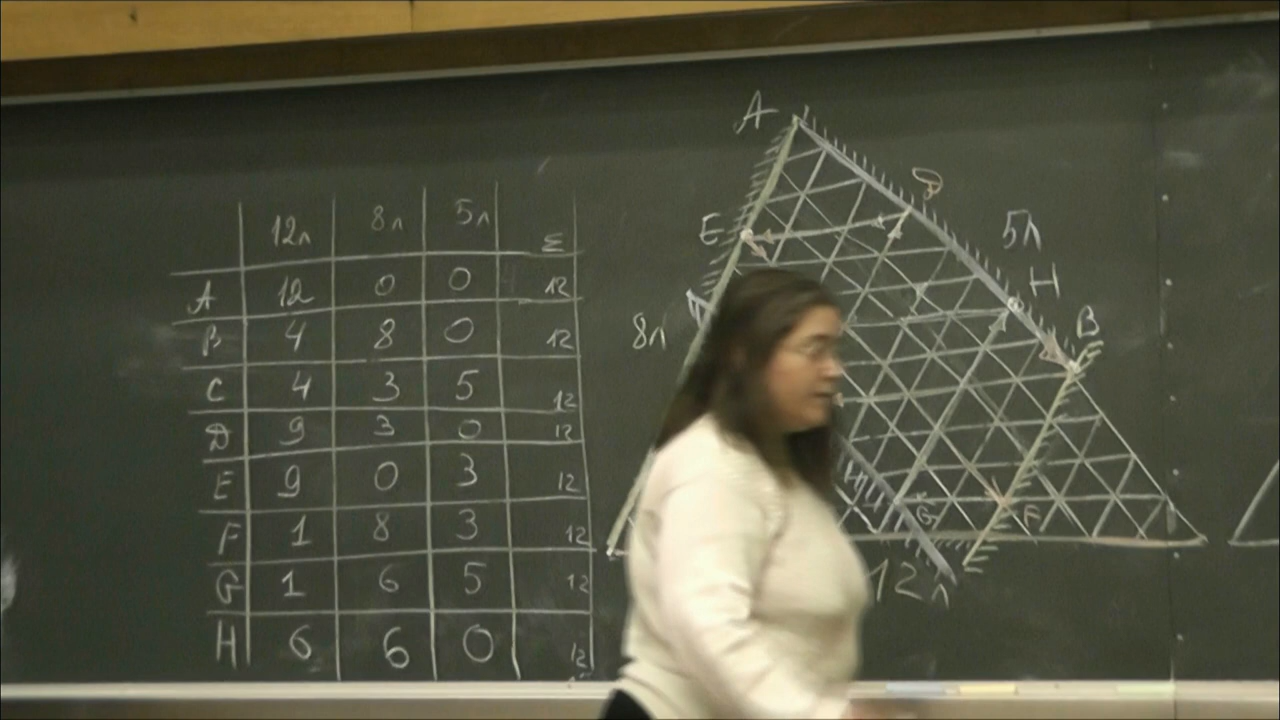 12л 8л 5л Σ
A 12 0 0 12
B 4 8 0 12
C 4 3 5 12
D 9 3 0 12
E 9 0 3 12
F 1 8 3 12
G 1 6 5 12
H 6 6 0 12
A
D
E
5л
H
8л
B
G F
12 л